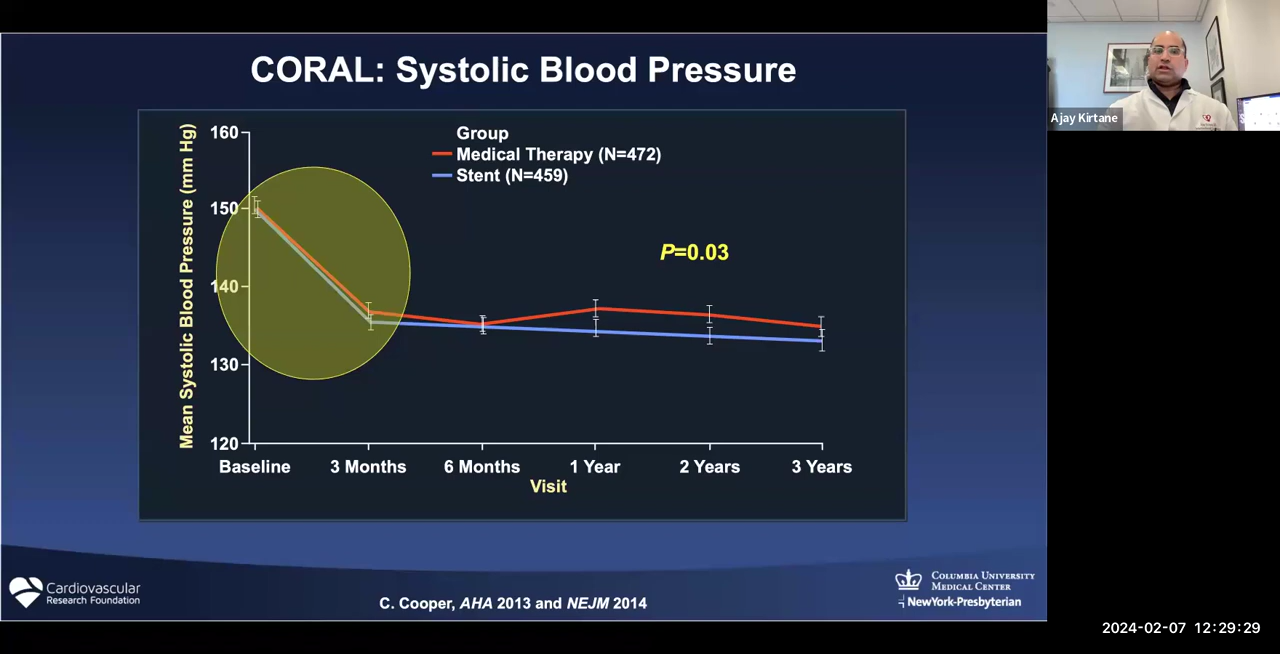 CORAL: Systolic Blood Pressure
Mean Systolic Blood Pressure (mm Hg)
160
150
140
130
120
Group
Medical Therapy (N=472)
Stent (N=459)
P=0.03
Baseline
3 Months
6 Months
1 Year
2 Years
3 Years
Visit
Cardiovascular
Research Foundation
C. Cooper, AHA 2013 and NEJM 2014
COLUMBIA UNIVERSITY
MEDICAL CENTER
NewYork-Presbyterian
Ajay Kirtane
2024-02-07 12:29:29